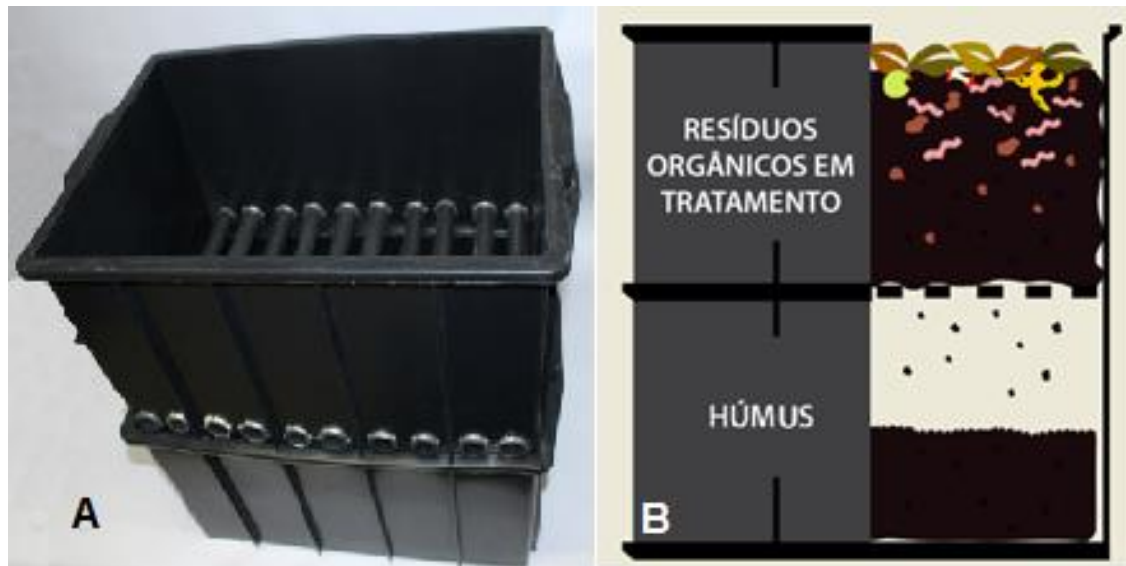 A
RESÍDUOS
ORGÂNICOS EM
TRATAMENTO
HÚMUS
B